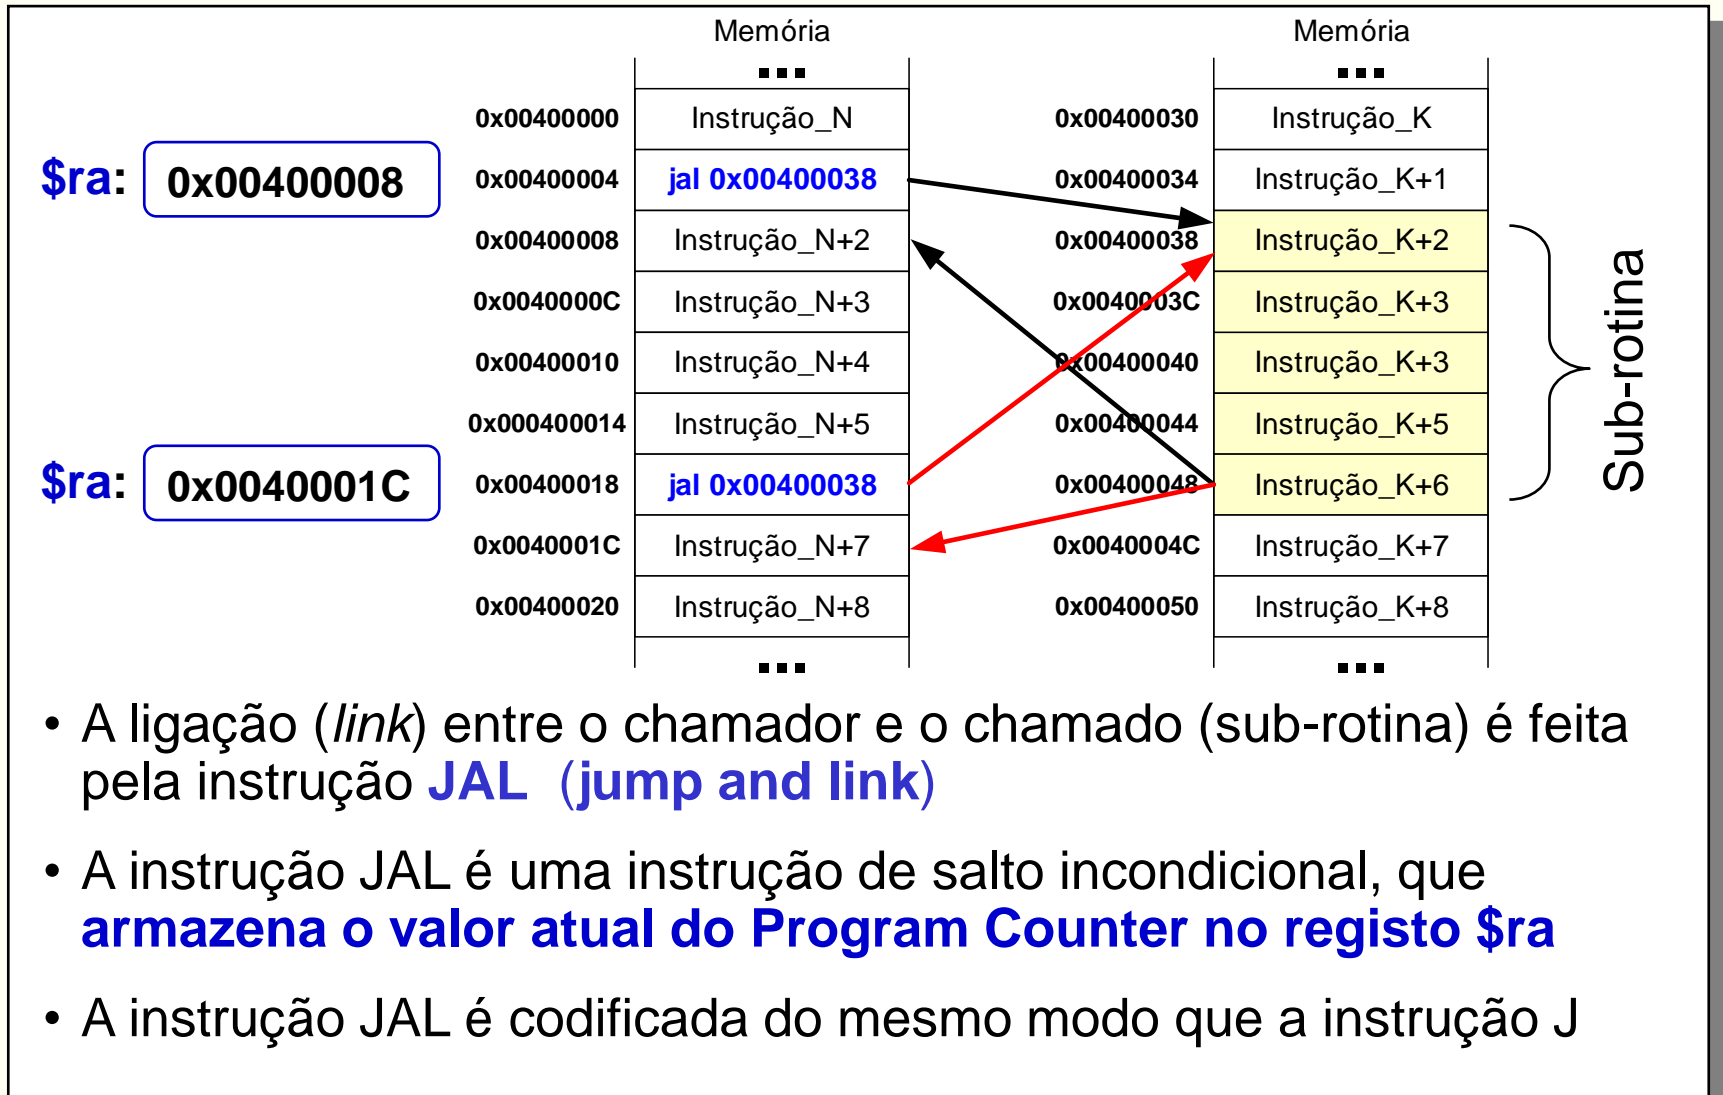 Memória Memória
... ...
0x00400000 Instrução_N 0x00400030 Instrução_K
$ra: 0x00400008 0x00400004 jal 0x00400038 0x00400034 Instrução_K+1
0x00400008 Instrução_N+2 0x00400038 Instrução_K+2
0x0040000C Instrução_N+3 0x0040003C Instrução_K+3
0x00400010 Instrução_N+4 0x00400040 Instrução_K+3
0x000400014 Instrução_N+5 0x00400044 Instrução_K+5
$ra: 0x0040001C 0x00400018 jal 0x00400038 0x00400048 Instrução_K+6
0x0040001C Instrução_N+7 0x0040004C Instrução_K+7
0x00400020 Instrução_N+8 0x00400050 Instrução_K+8
... ...
Sub-rotina
• A ligação (link) entre o chamador e o chamado (sub-rotina) é feita
pela instrução JAL (jump and link)
• A instrução JAL é uma instrução de salto incondicional, que
armazena o valor atual do Program Counter no registo $ra
• A instrução JAL é codificada do mesmo modo que a instrução J